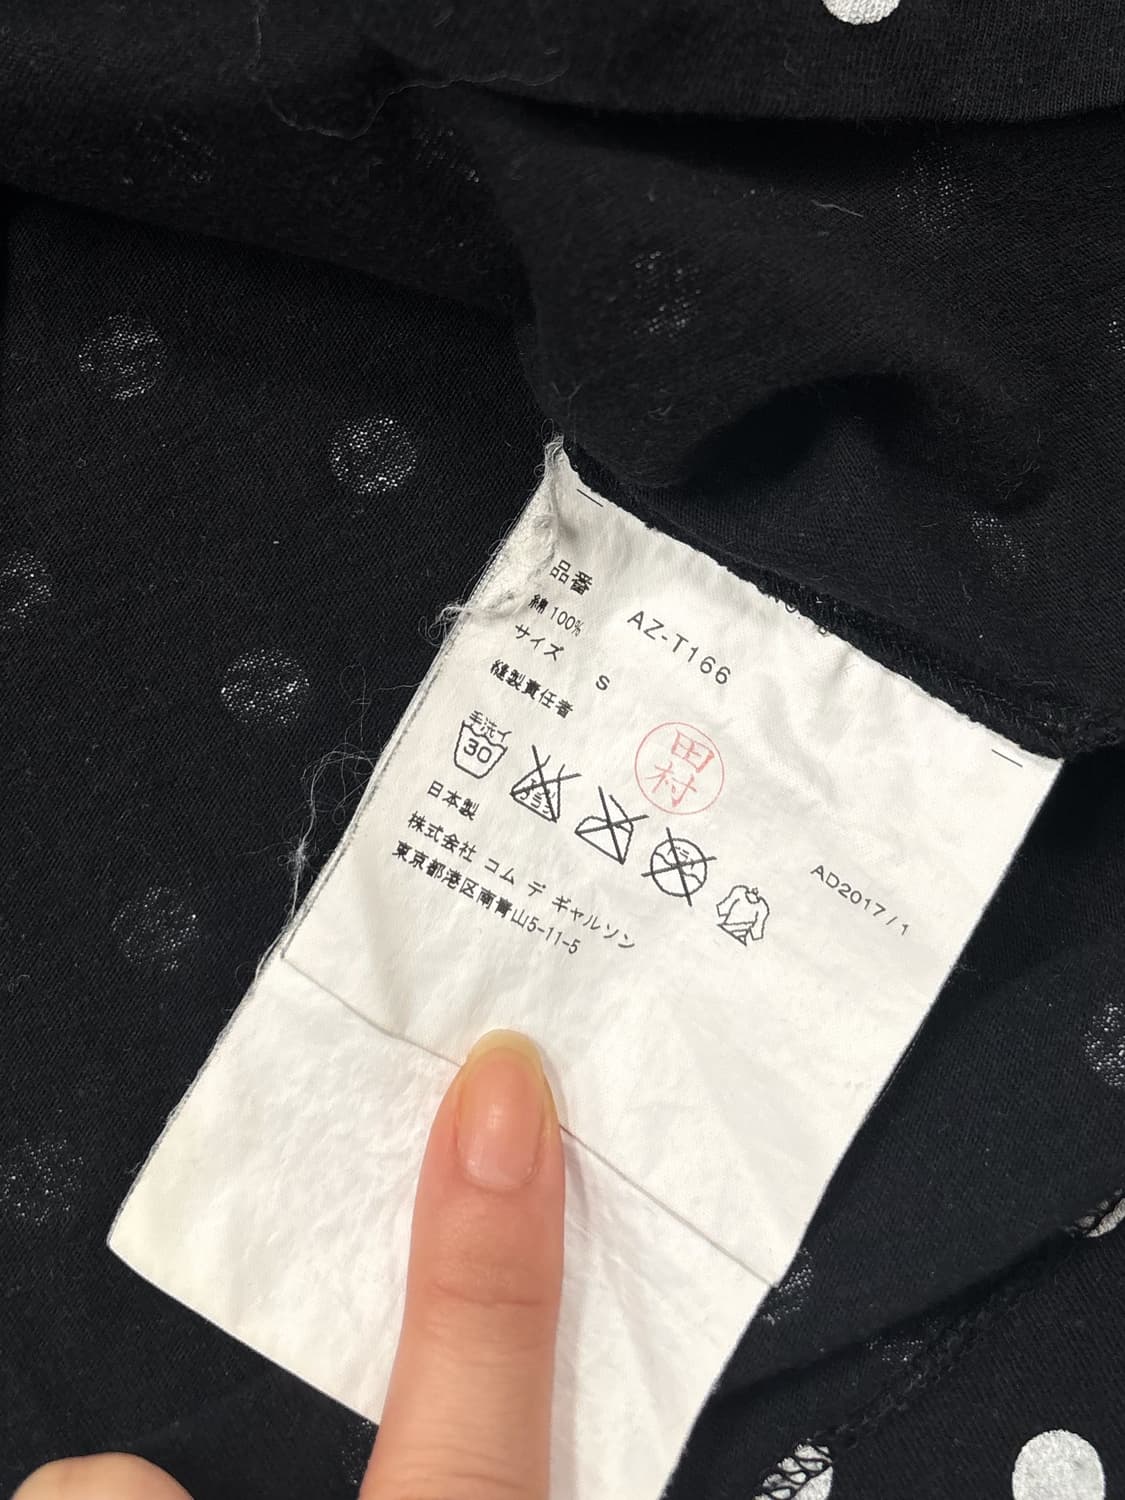 品番 AZ-T166
綿 100%
サイズ S
縫製責任者
田村
手洗イ
30
日本製
株式会社 コム デ ギャルソン
東京都港区南青山5-11-5
AD2017/1